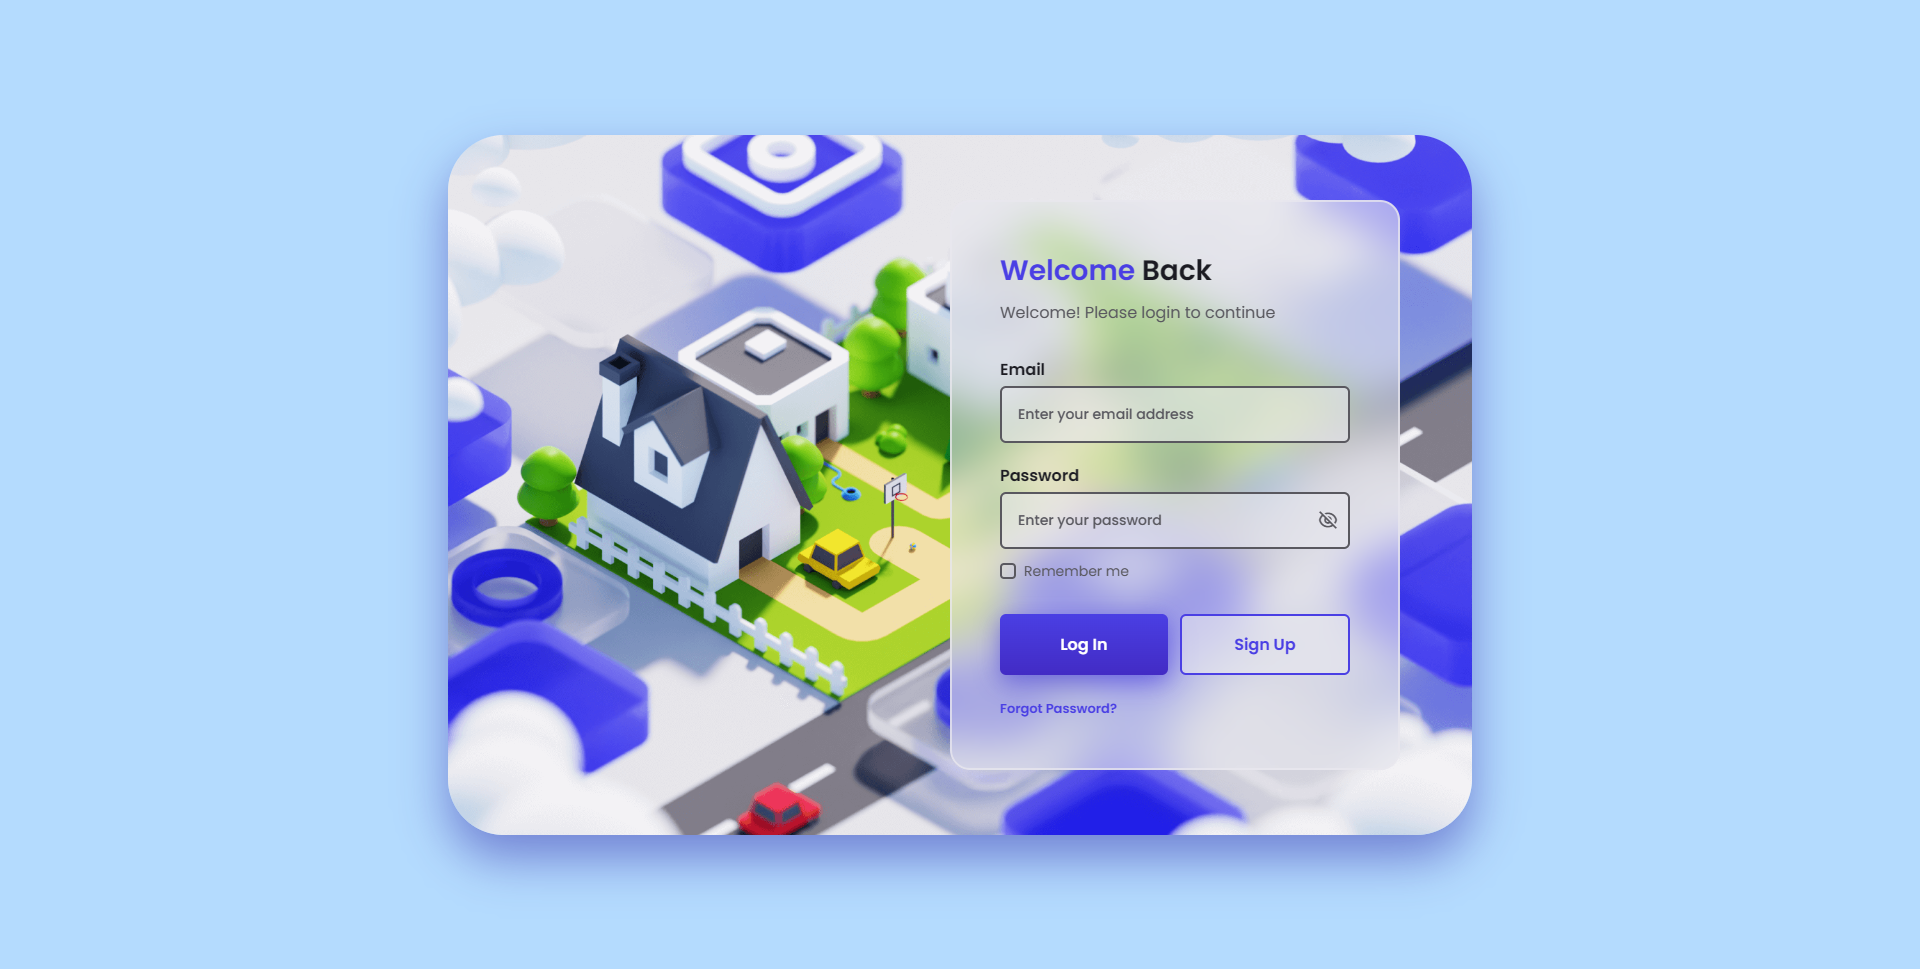 Welcome Back
Welcome! Please login to continue
Email
Enter your email address
Password
Enter your password
Remember me
Log In
Sign Up
Forgot Password?